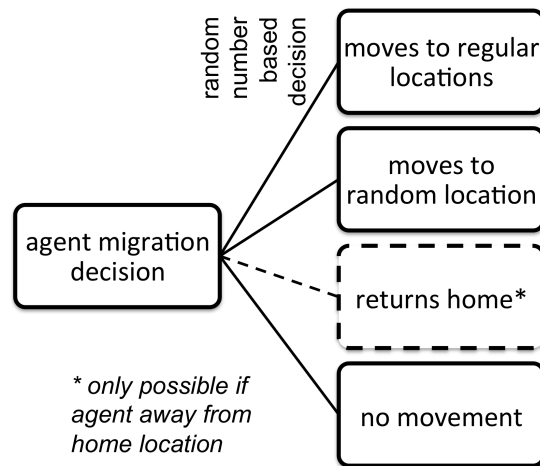 random
number
based
decision
moves to regular
locations
moves to
random location
agent migration
decision
returns home*
* only possible if
agent away from
home location
no movement